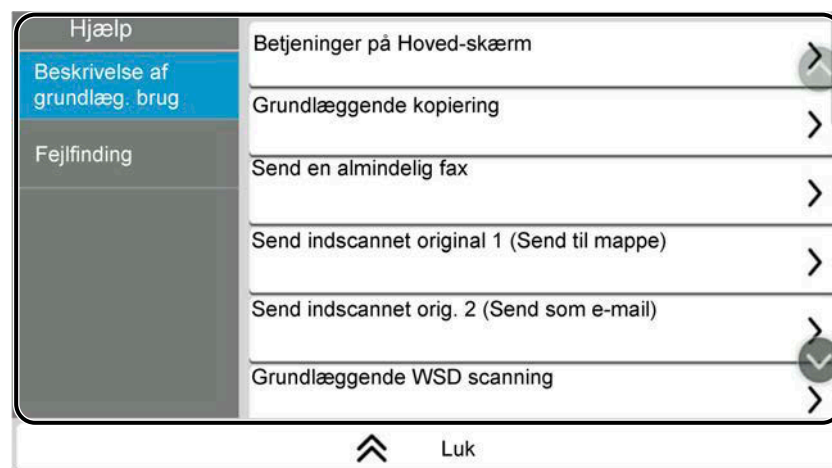 Hjælp
Beskrivelse af
grundlæg. brug
Fejlfinding
Betjeninger på Hoved-skærm
Grundlæggende kopiering
Send en almindelig fax
Send indscannet original 1 (Send til mappe)
Send indscannet orig. 2 (Send som e-mail)
Grundlæggende WSD scanning
Luk